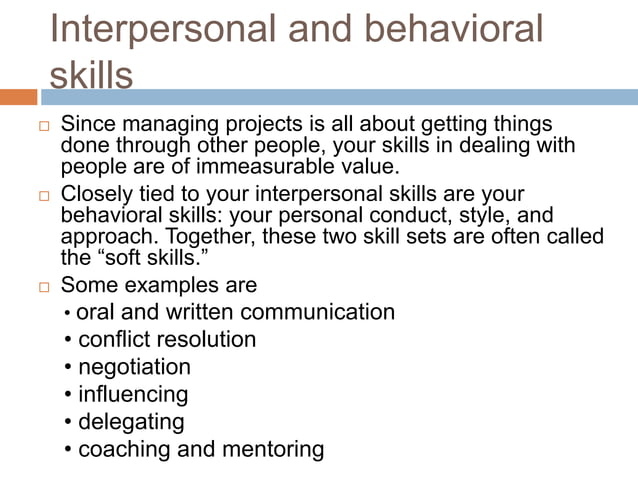 Interpersonal and behavioral
skills
□ Since managing projects is all about getting things
done through other people, your skills in dealing with
people are of immeasurable value.
□ Closely tied to your interpersonal skills are your
behavioral skills: your personal conduct, style, and
approach. Together, these two skill sets are often called
the “soft skills.”
□ Some examples are
• oral and written communication
• conflict resolution
• negotiation
• influencing
• delegating
• coaching and mentoring